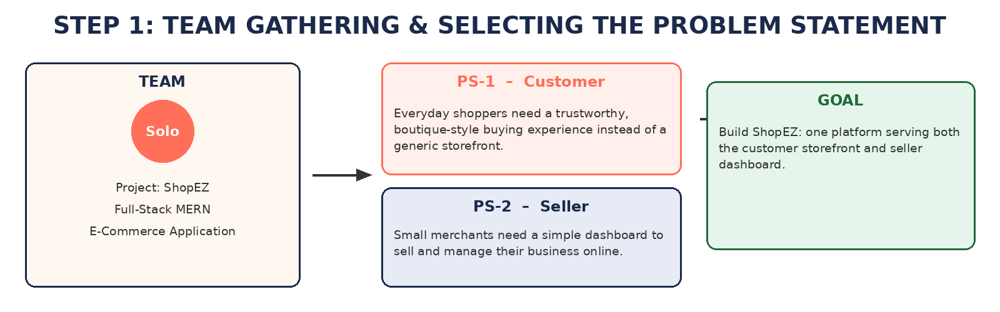 STEP 1: TEAM GATHERING & SELECTING THE PROBLEM STATEMENT
TEAM
Solo
Project: ShopEZ
Full-Stack MERN
E-Commerce Application
PS-1 – Customer
Everyday shoppers need a trustworthy,
boutique-style buying experience instead of a
generic storefront.
PS-2 – Seller
Small merchants need a simple dashboard to
sell and manage their business online.
GOAL
Build ShopEZ: one platform serving both
the customer storefront and seller
dashboard.